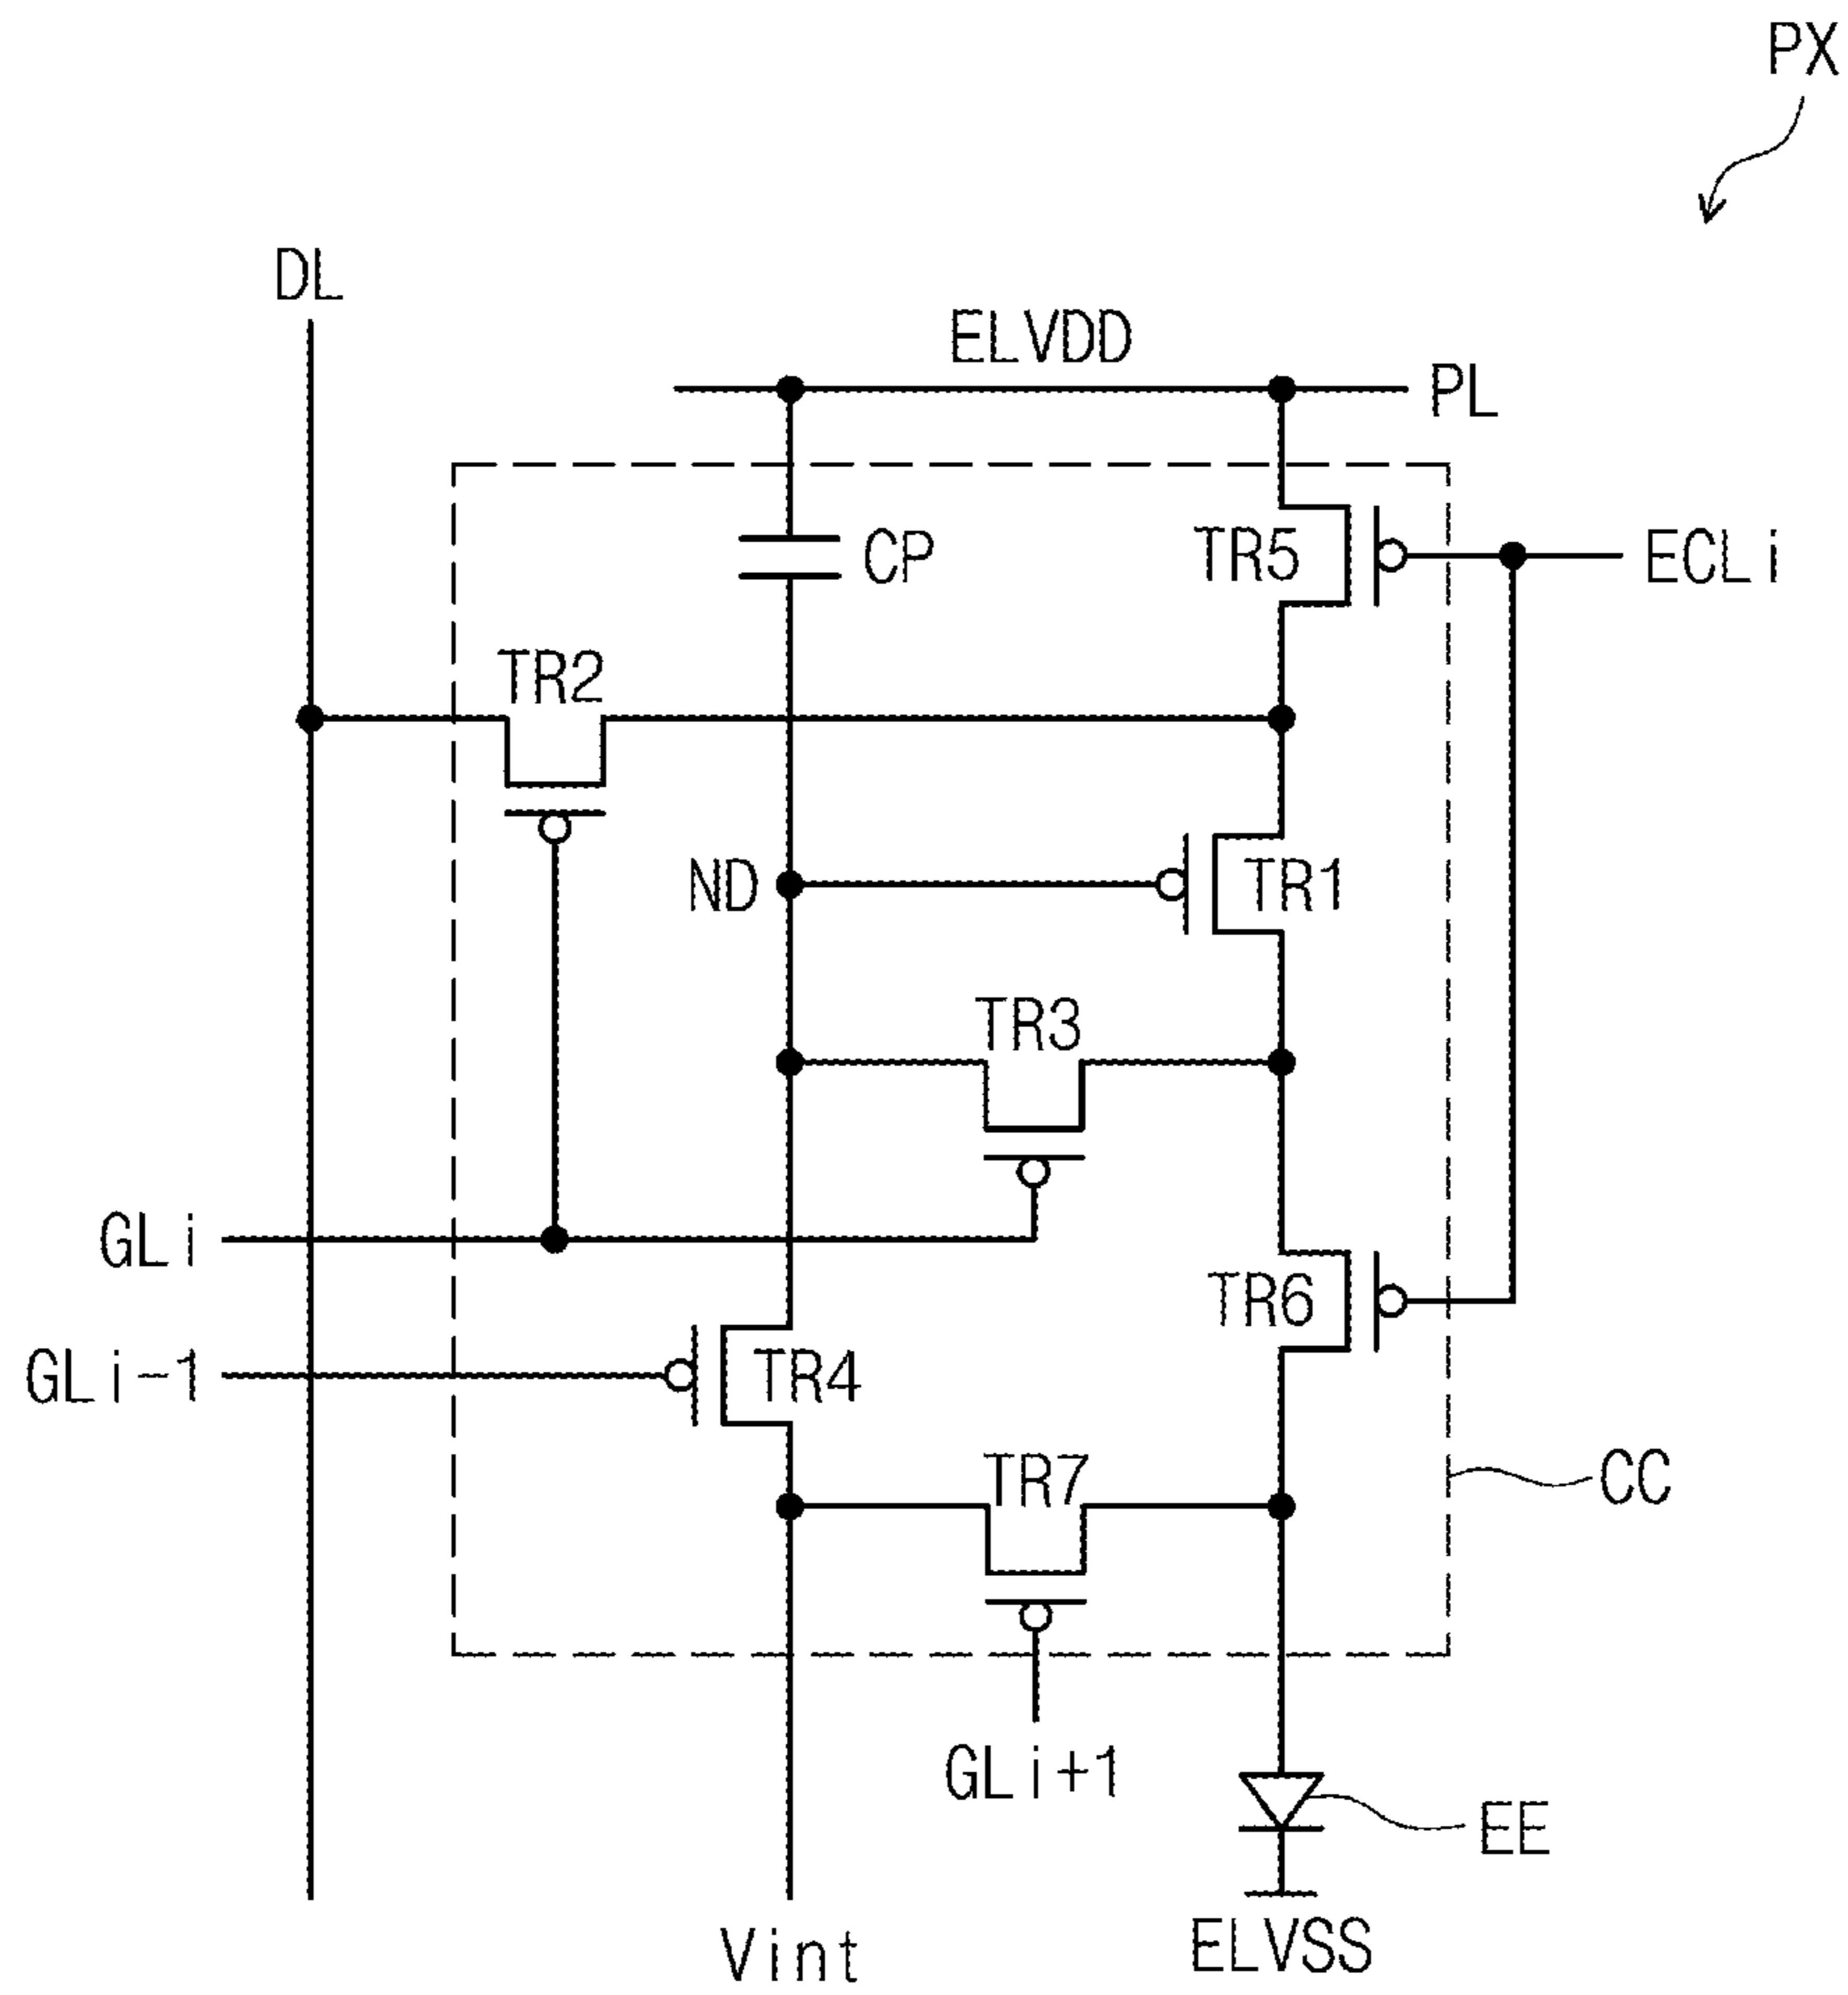 PX
DL
ELVDD
PL
CP
TR5
ECLi
TR2
ND
TR1
TR3
GLi
TR6
GLi-1
TR4
TR7
CC
GLi+1
EE
Vint
ELVSS